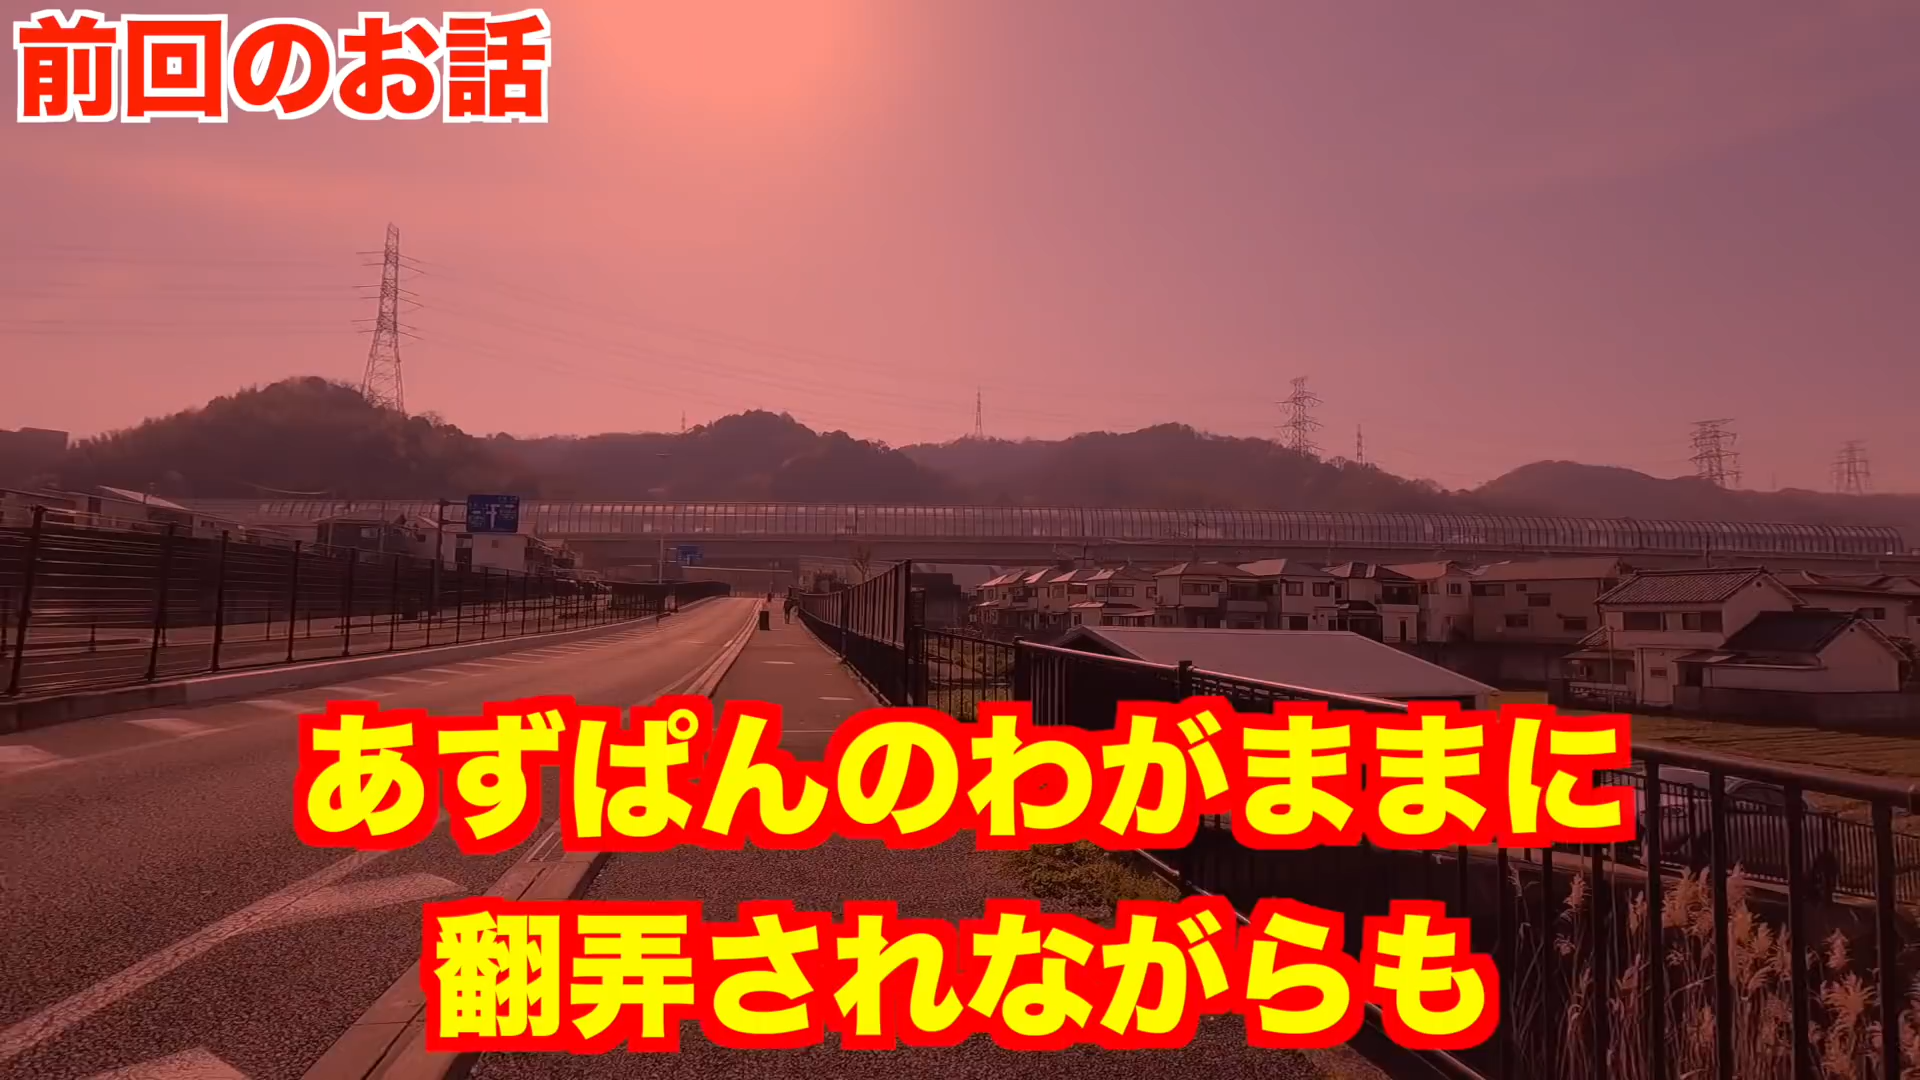 前回のお話
あずぱんのわがままに
翻弄されながらも